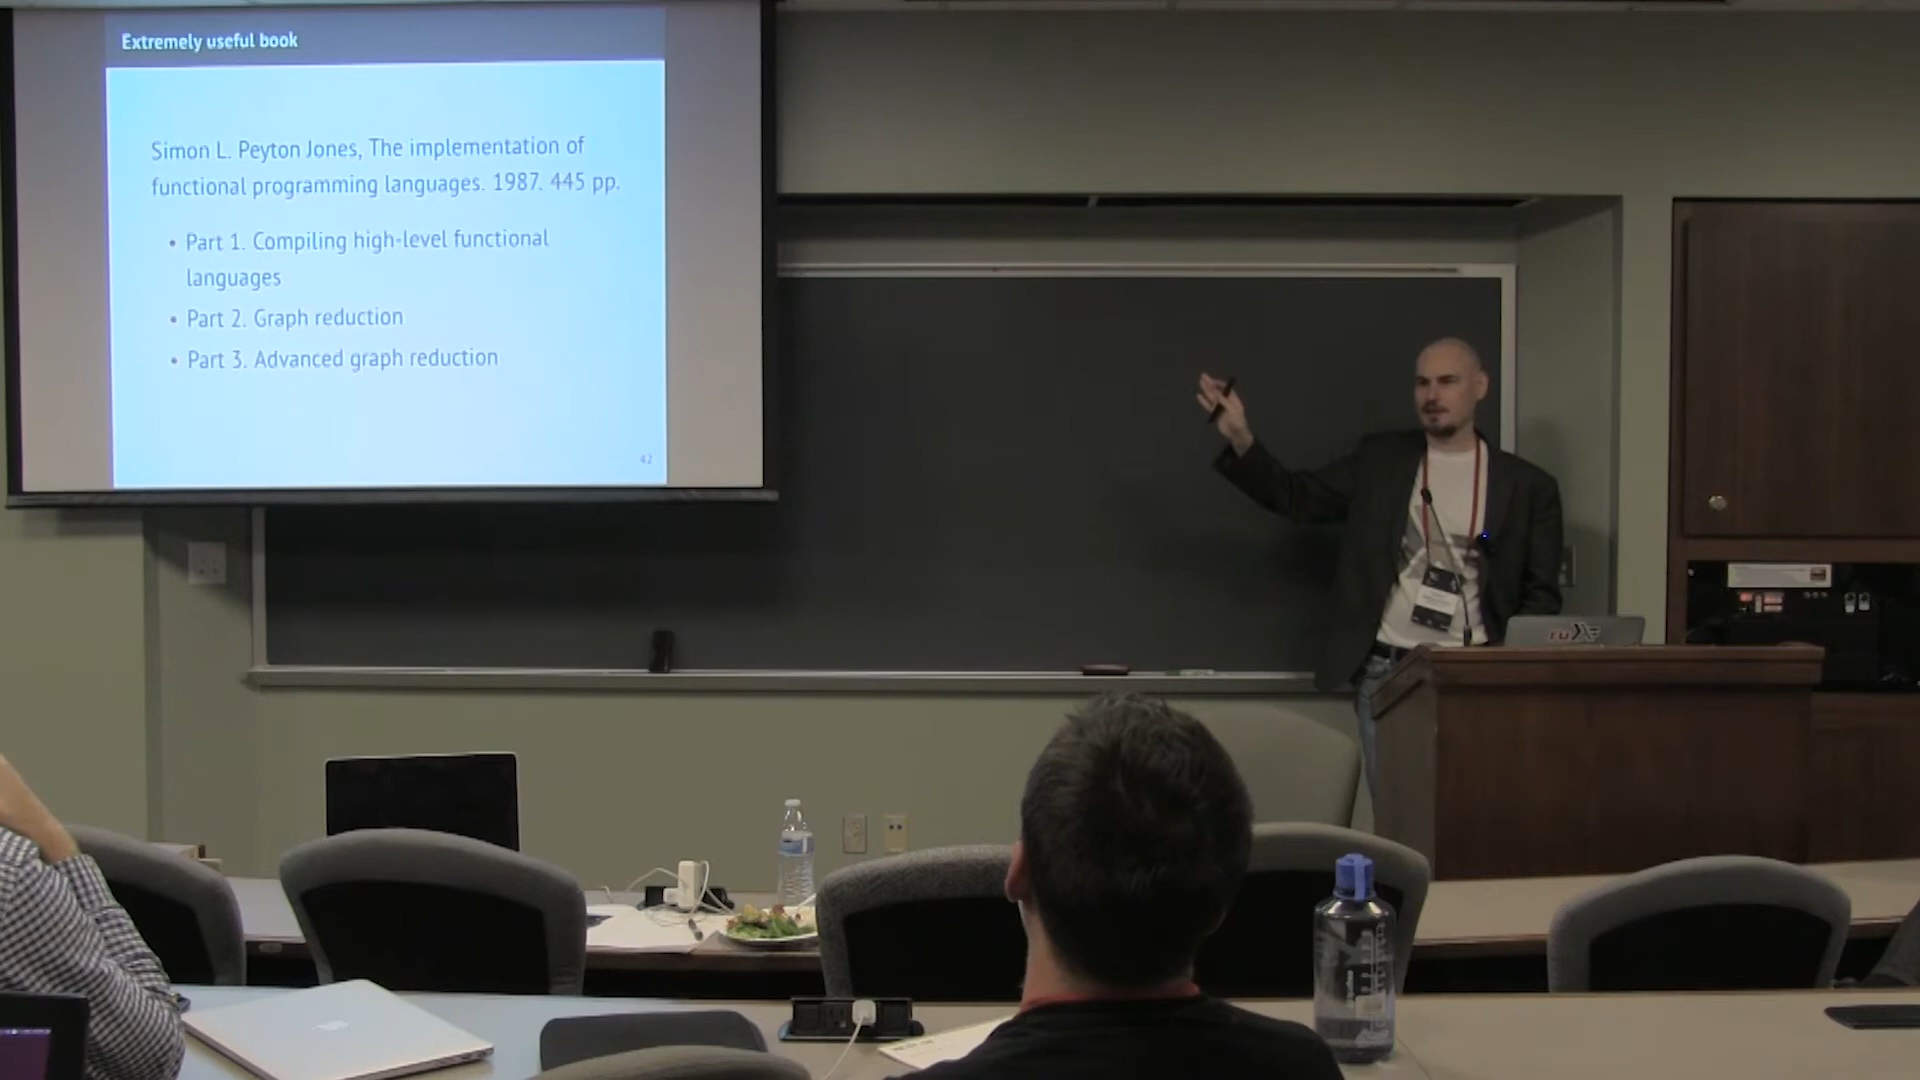 Extremely useful book
Simon L. Peyton Jones, The implementation of
functional programming languages. 1987. 445 pp.
• Part 1. Compiling high-level functional
languages
• Part 2. Graph reduction
• Part 3. Advanced graph reduction
42